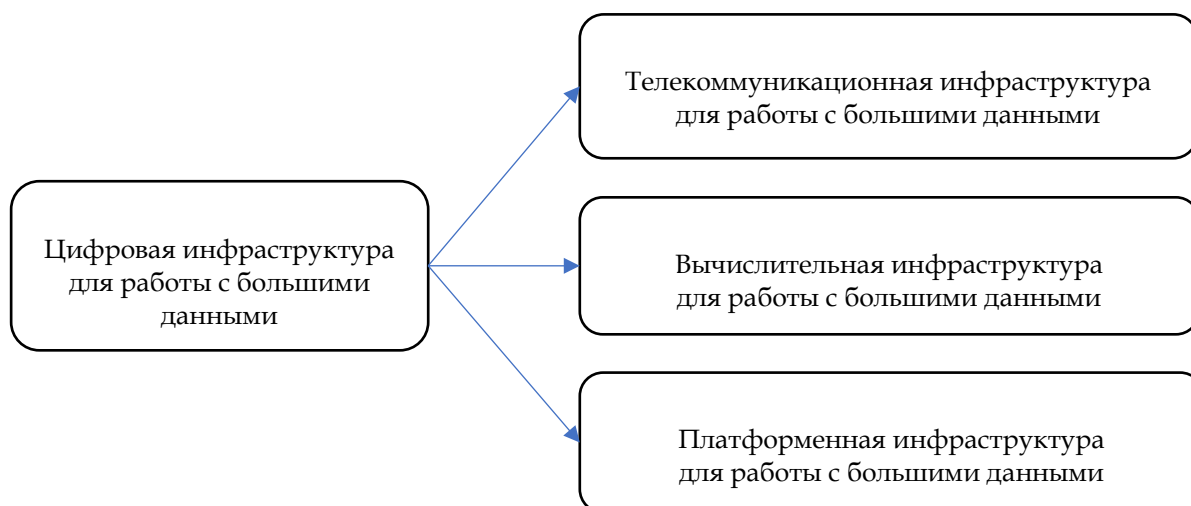 Телекоммуникационная инфраструктура
для работы с большими данными
Цифровая инфраструктура
для работы с большими
данными
Вычислительная инфраструктура
для работы с большими данными
Платформенная инфраструктура
для работы с большими данными